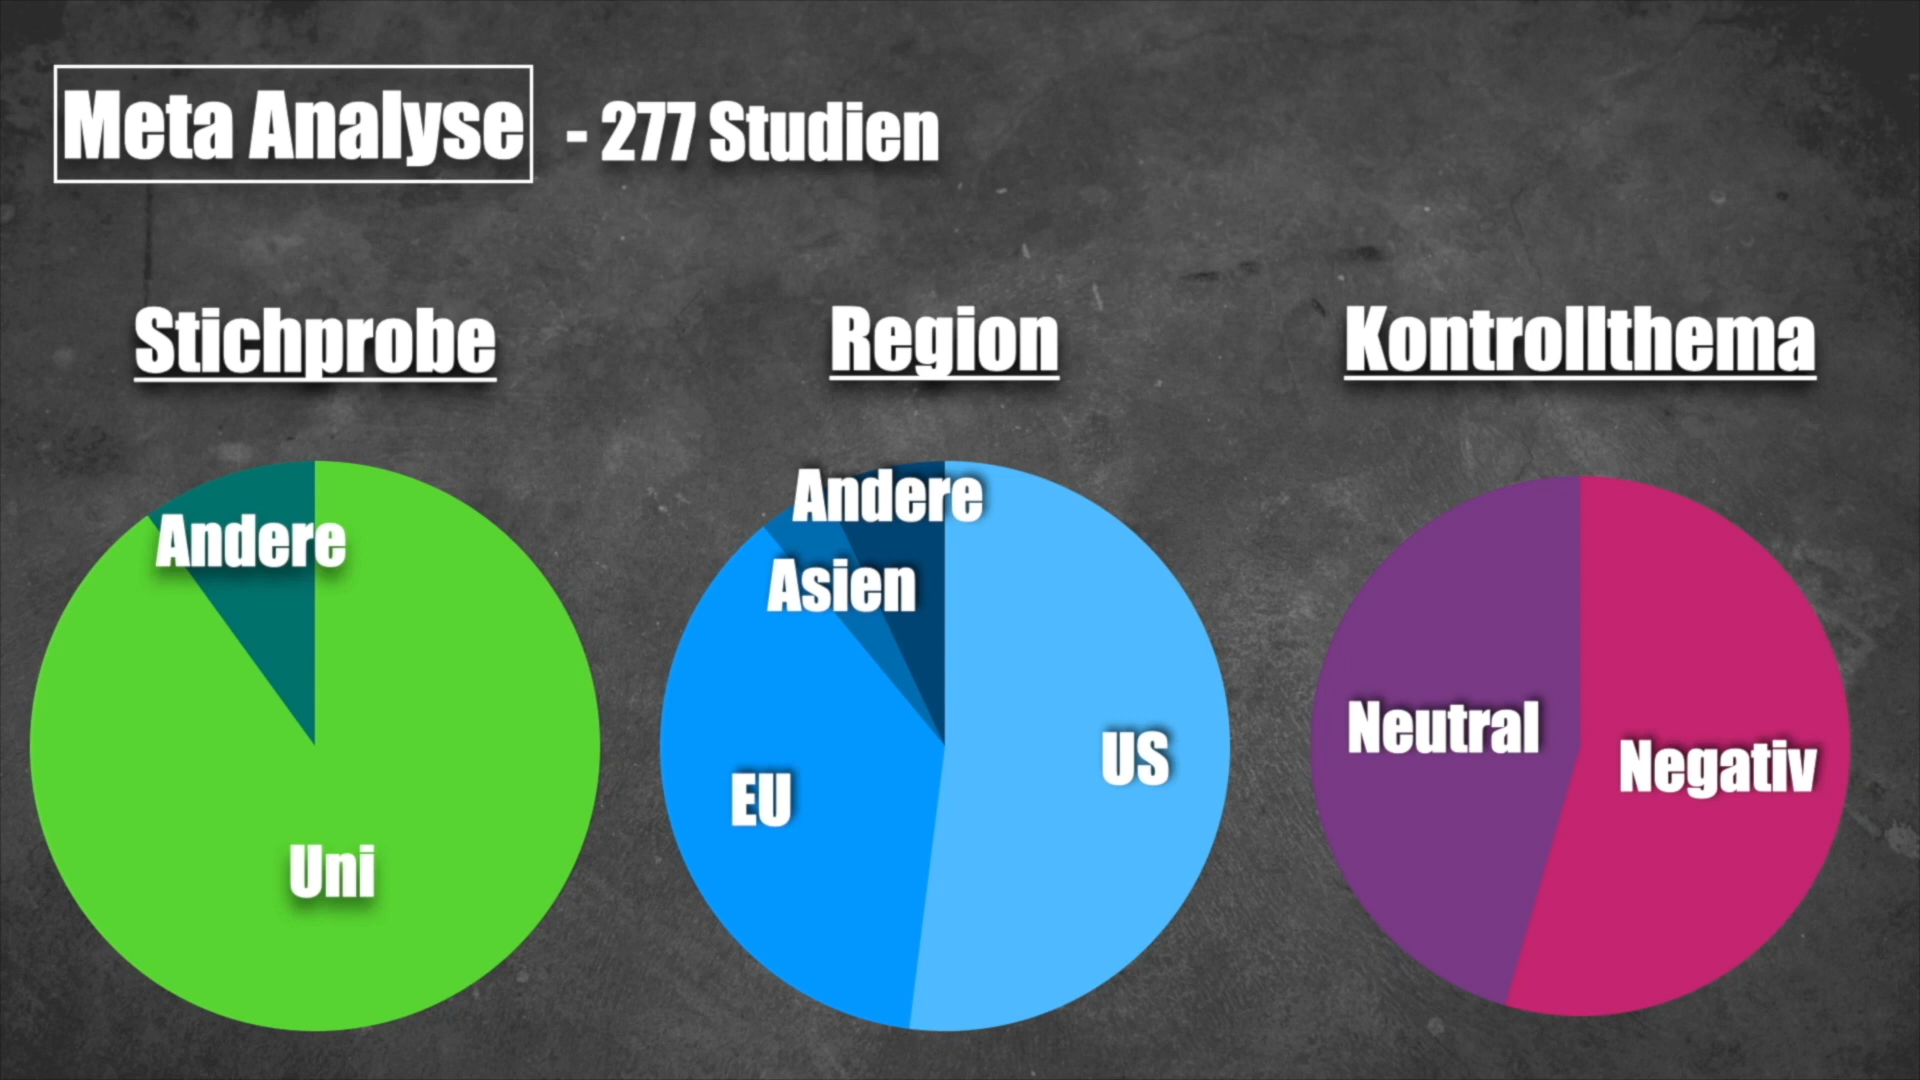 Meta Analyse - 277 Studien
Stichprobe
Region
Kontrollthema
Andere
Uni
Andere
Asien
EU
US
Neutral
Negativ